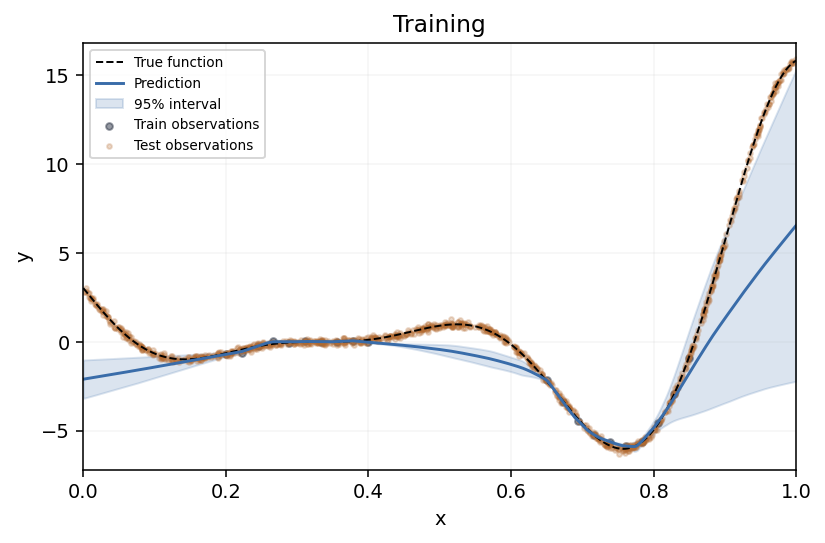 Training
True function
Prediction
95% interval
Train observations
Test observations
15
10
5
0
−5
y
0.0 0.2 0.4 0.6 0.8 1.0
x